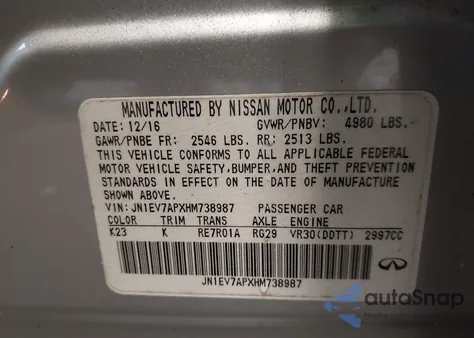 MANUFACTURED BY NISSAN MOTOR CO.,LTD.
DATE: 12/16 GVWR/PNBV: 4980 LBS.
GAWR/PNBE FR: 2546 LBS. RR: 2513 LBS.
THIS VEHICLE CONFORMS TO ALL APPLICABLE FEDERAL
MOTOR VEHICLE SAFETY,BUMPER,AND THEFT PREVENTION
STANDARDS IN EFFECT ON THE DATE OF MANUFACTURE
SHOWN ABOVE.
VIN: JN1EV7APXHM738987 PASSENGER CAR
COLOR TRIM TRANS AXLE ENGINE
K23 K RE7R01A RG29 VR30(DDTT) 2997CC
JN1EV7APXHM738987
autoSnap